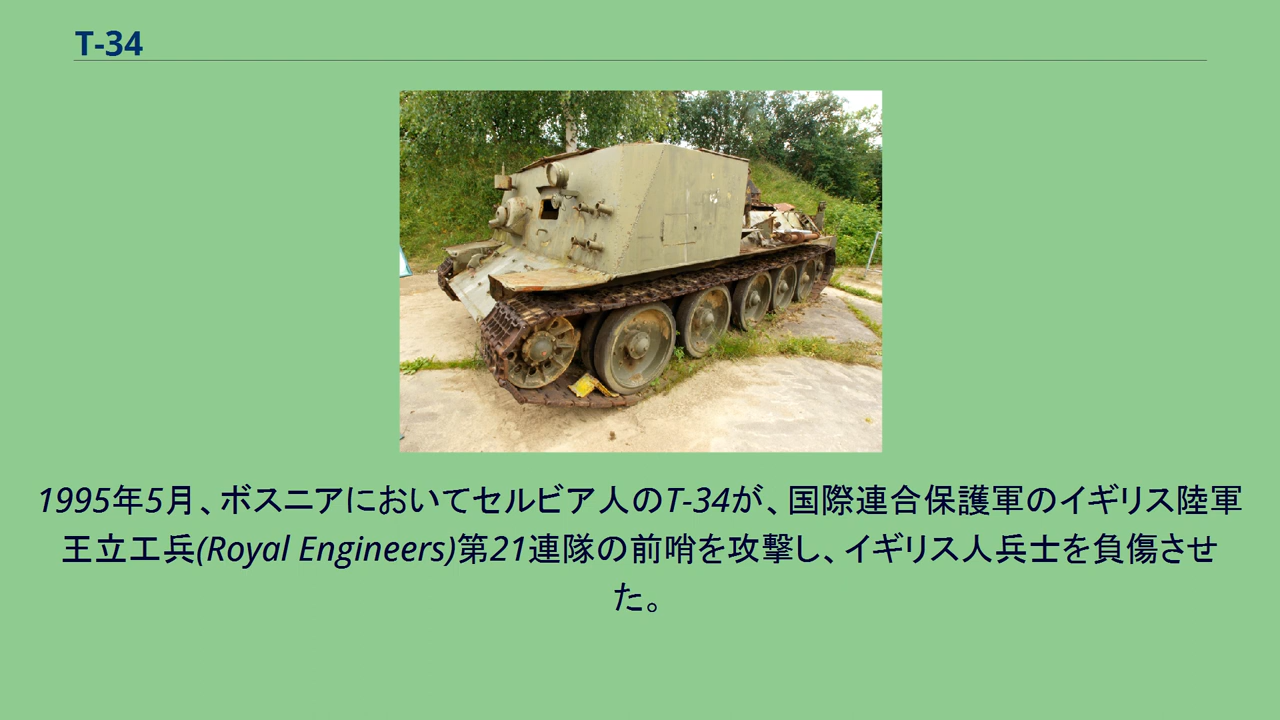 T-34
1995年5月、ボスニアにおいてセルビア人のT-34が、国際連合保護軍のイギリス陸軍
王立工兵(Royal Engineers)第21連隊の前哨を攻撃し、イギリス人兵士を負傷させ
た。